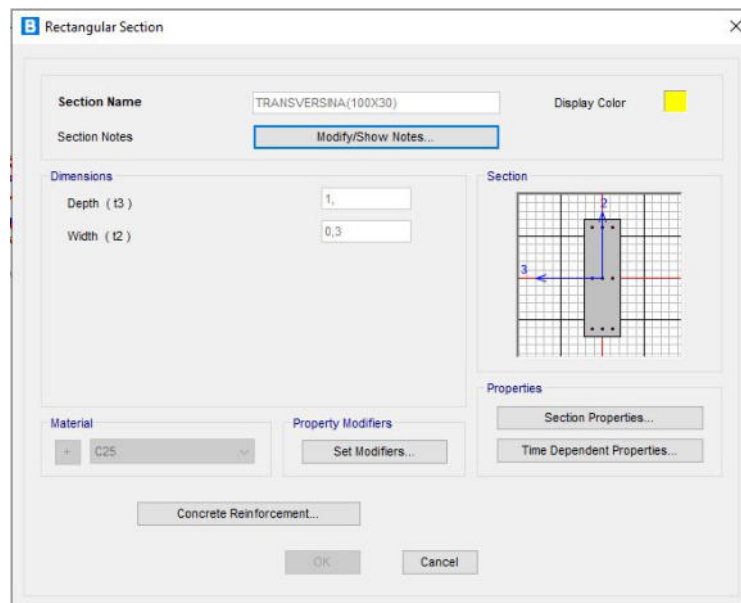 B Rectangular Section
Section Name TRANSVERSINA(100X30) Display Color
Section Notes Modify/Show Notes...
Dimensions
Depth ( t3 ) 1,
Width ( t2 ) 0,3
Section
2
3
Properties
Section Properties...
Time Dependent Properties...
Material
+ C25
Property Modifiers
Set Modifiers...
Concrete Reinforcement...
OK Cancel